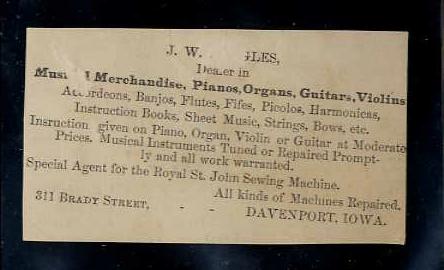 J. W. GLES,
Dealer in
Musical Merchandise, Pianos, Organs, Guitars, Violins
Accordeons, Banjos, Flutes, Fifes, Picolos, Harmonicas,
Instruction Books, Sheet Music, Strings, Bows, etc.
Insruction given on Piano, Organ, Violin or Guitar at Moderate
Prices. Musical Instruments Tuned or Repaired Prompt-
ly and all work warranted.
Special Agent for the Royal St. John Sewing Machine.
All kinds of Machines Repaired.
311 BRADY STREET, - - DAVENPORT, IOWA.